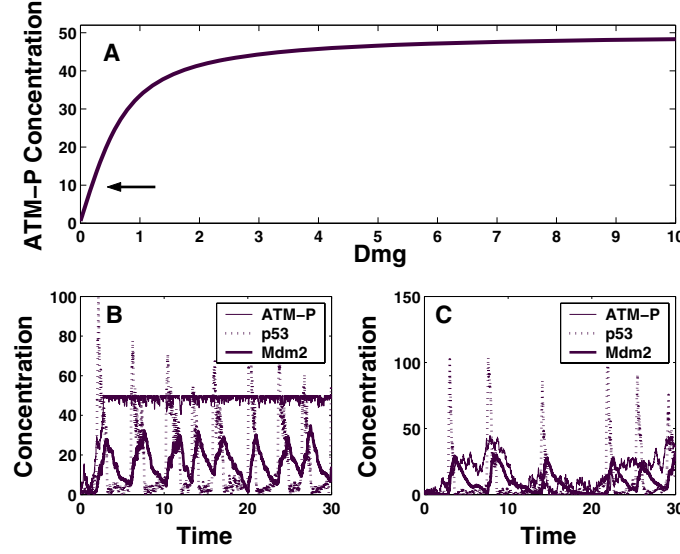 A
ATM-P Concentration
50
40
30
20
10
0
0 1 2 3 4 5 6 7 8 9 10
Dmg
B
Concentration
100
80
60
40
20
0
0 10 20 30
Time
ATM-P
p53
Mdm2
C
Concentration
150
100
50
0
0 10 20 30
Time
ATM-P
p53
Mdm2